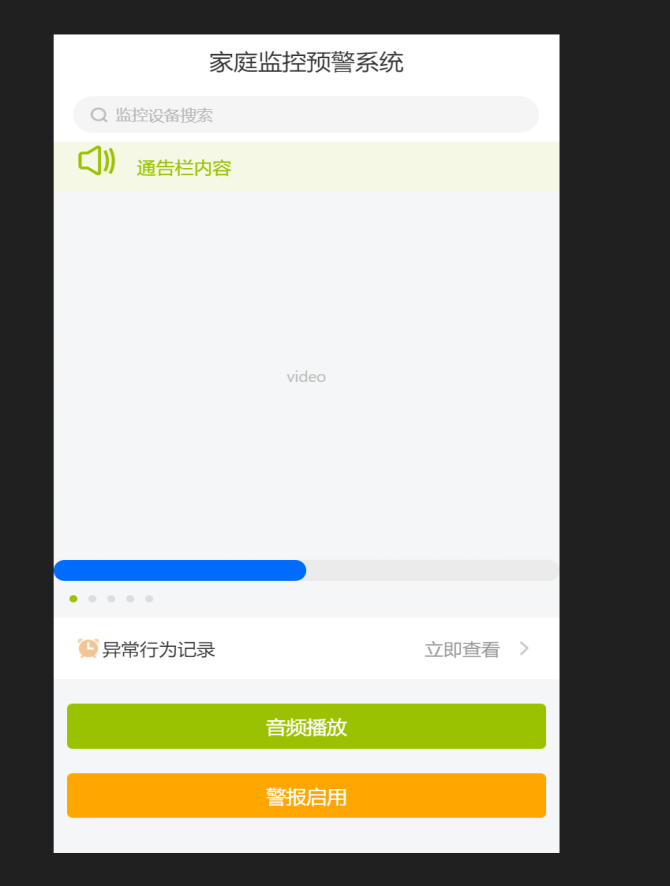 家庭监控预警系统
监控设备搜索
通告栏内容
video
异常行为记录 立即查看
音频播放
警报启用